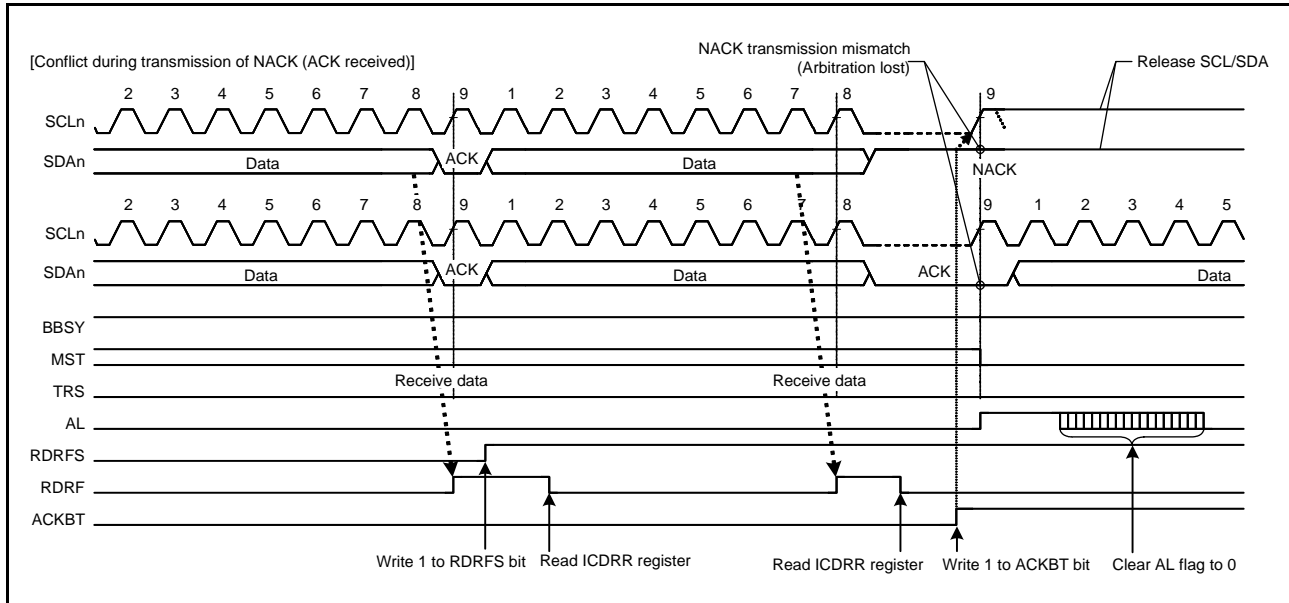 [Conflict during transmission of NACK (ACK received)]
NACK transmission mismatch
(Arbitration lost)
Release SCL/SDA
2 3 4 5 6 7 8 9 1 2 3 4 5 6 7 8 9
SCLn
SDAn Data ACK Data NACK
2 3 4 5 6 7 8 9 1 2 3 4 5 6 7 8 9 1 2 3 4 5
SCLn
SDAn Data ACK Data ACK Data
BBSY
MST
Receive data Receive data
TRS
AL
RDRFS
RDRF
ACKBT
Write 1 to RDRFS bit Read ICDRR register Read ICDRR register Write 1 to ACKBT bit Clear AL flag to 0